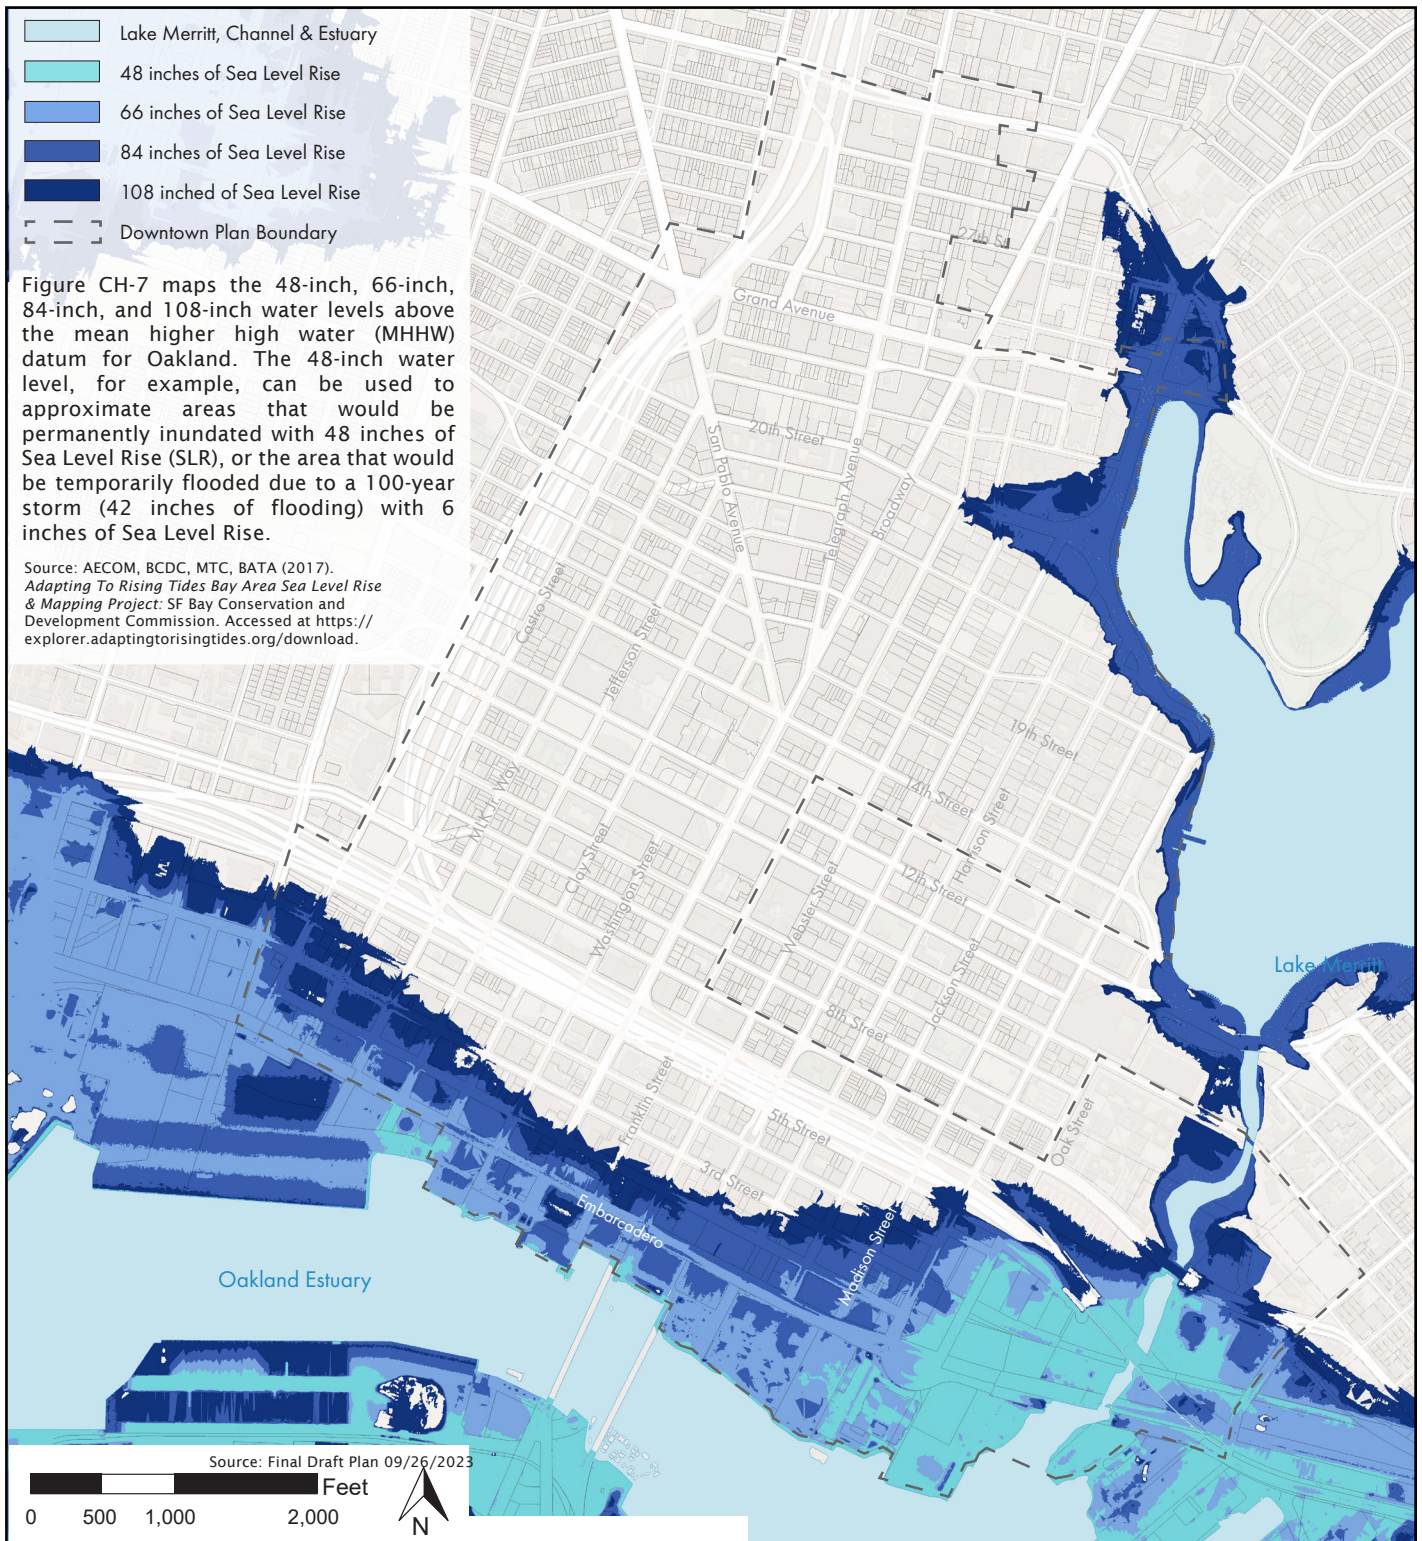 Lake Merritt, Channel & Estuary
48 inches of Sea Level Rise
66 inches of Sea Level Rise
84 inches of Sea Level Rise
108 inched of Sea Level Rise
Downtown Plan Boundary
Figure CH-7 maps the 48-inch, 66-inch,
84-inch, and 108-inch water levels above
the mean higher high water (MHHW)
datum for Oakland. The 48-inch water
level, for example, can be used to
approximate areas that would be
permanently inundated with 48 inches of
Sea Level Rise (SLR), or the area that would
be temporarily flooded due to a 100-year
storm (42 inches of flooding) with 6
inches of Sea Level Rise.
Source: AECOM, BCDC, MTC, BATA (2017).
Adapting To Rising Tides Bay Area Sea Level Rise
& Mapping Project: SF Bay Conservation and
Development Commission. Accessed at https://
explorer.adaptingtorisingtides.org/download.
27th St
Grand Avenue
20th Street
San Pablo Avenue
Telegraph Avenue
Broadway
Castro Street
Jefferson Street
19th Street
14th Street
Harrison Street
12th Street
MLK Jr. Way
Clay Street
Washington Street
Webster Street
Jackson Street
8th Street
Lake Merritt
Franklin Street
5th Street
Oak Street
3rd Street
Embarcadero
Madison Street
Oakland Estuary
Source: Final Draft Plan 09/26/2023
Feet
0 500 1,000 2,000
N